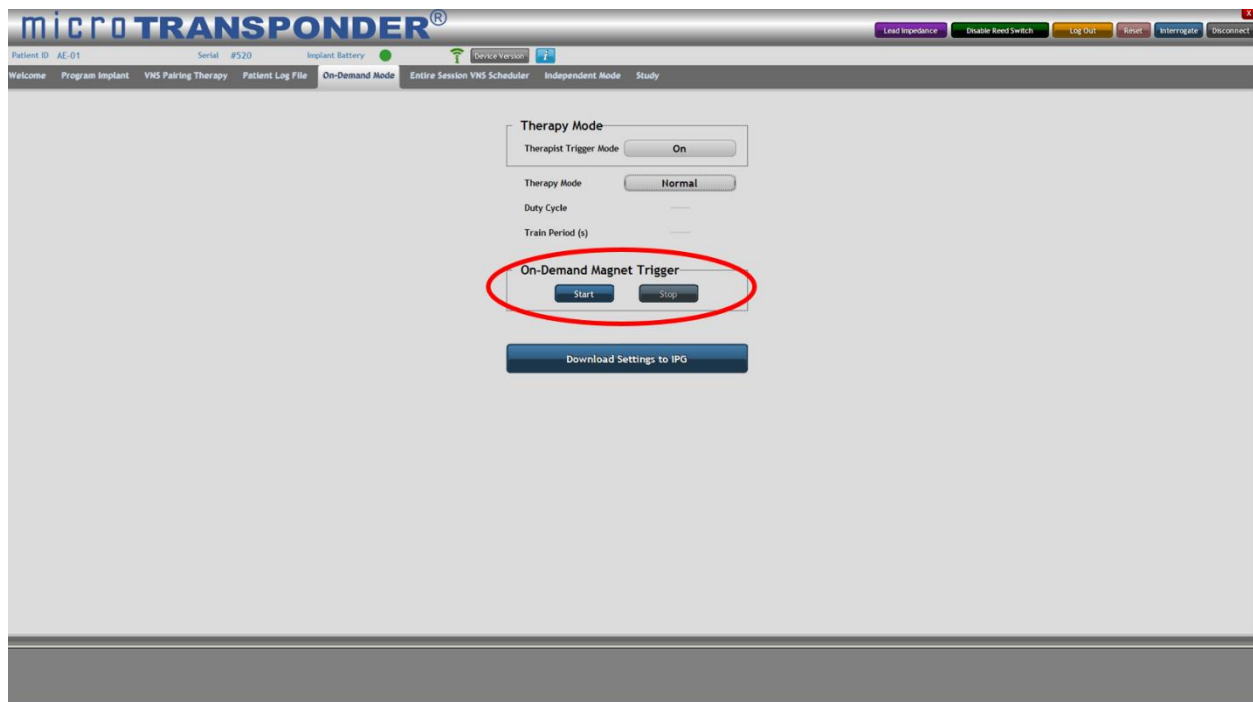 microTRANSPONDER®
X
Lead Impedance Disable Reed Switch Log Out Reset Interrogate Disconnect
Patient ID AE-01 Serial #520 Implant Battery Device Version i
Welcome Program Implant VNS Pairing Therapy Patient Log File On-Demand Mode Entire Session VNS Scheduler Independent Mode Study
Therapy Mode
Therapist Trigger Mode On
Therapy Mode Normal
Duty Cycle
Train Period (s)
On-Demand Magnet Trigger
Start Stop
Download Settings to IPG